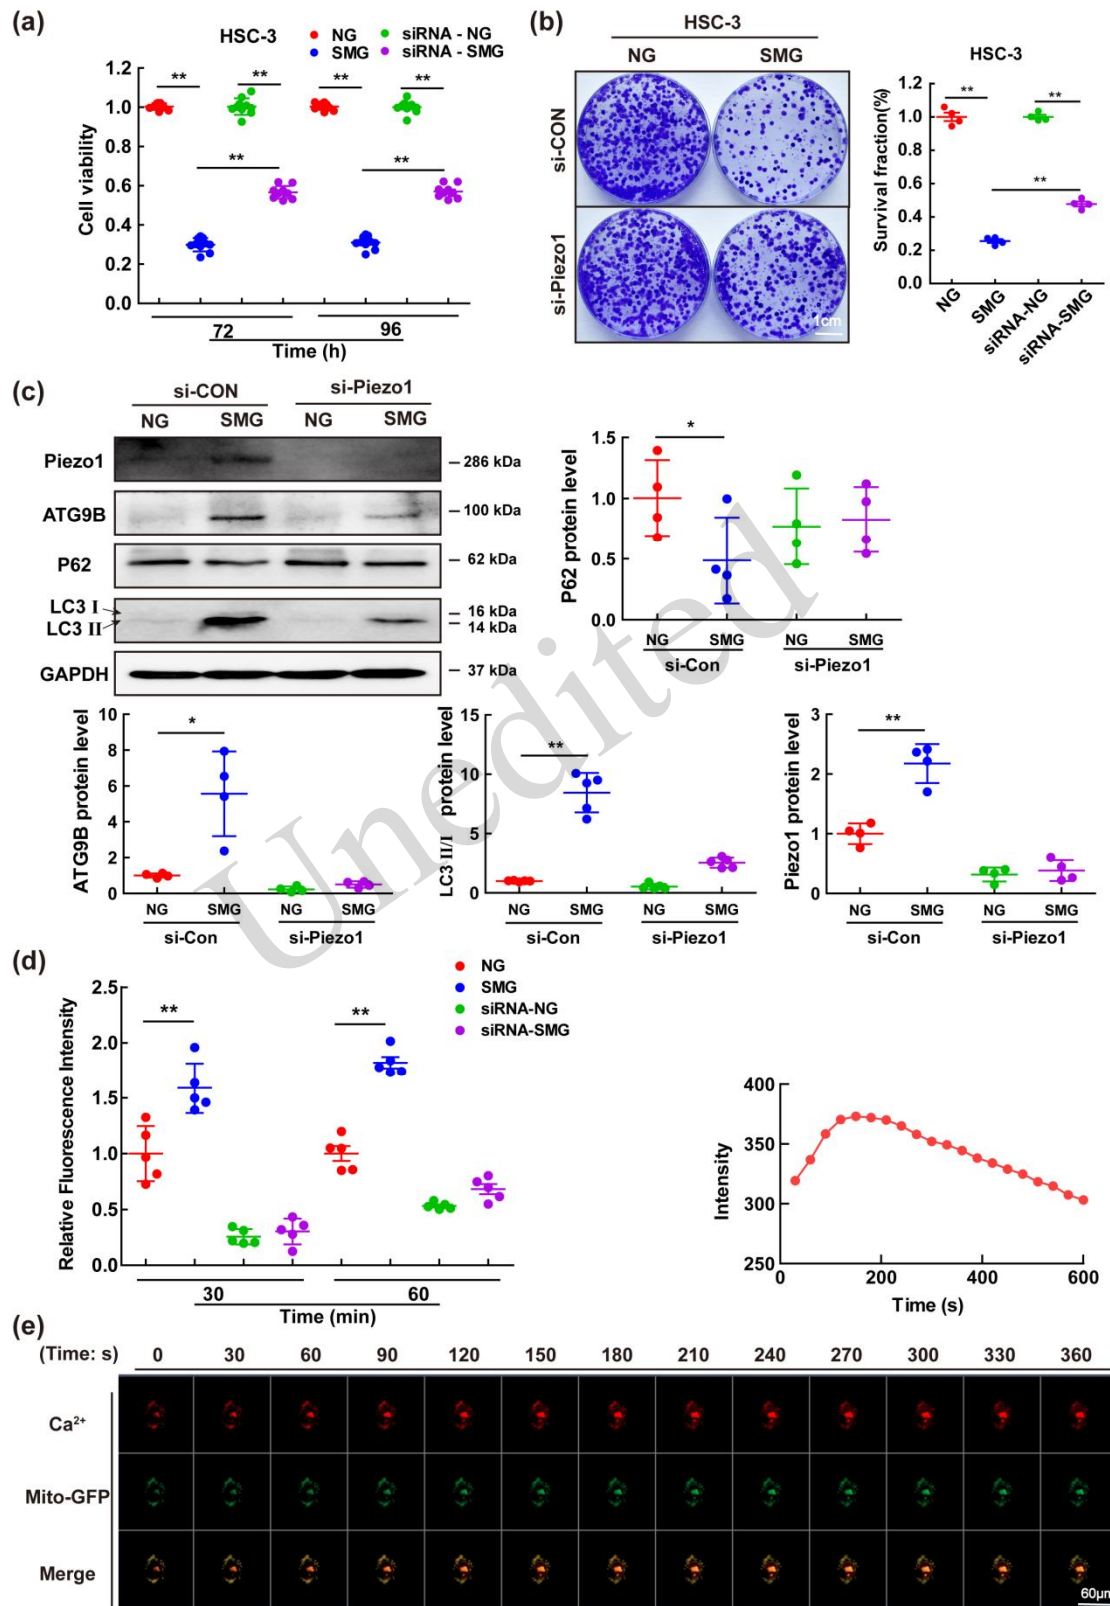 (a)
HSC-3
NG
SMG
siRNA - NG
siRNA - SMG
Cell viability
1.2
1.0
0.8
0.6
0.4
0.2
0.0
** ** ** **
** **
72 96
Time (h)
(b)
HSC-3
NG SMG
si-CON
si-Piezo1
1cm
HSC-3
Survival fraction(%)
1.2
1.0
0.8
0.6
0.4
0.2
0.0
** **
**
NG
SMG
siRNA-NG
siRNA-SMG
(c)
si-CON si-Piezo1
NG SMG NG SMG
Piezo1 286 kDa
ATG9B 100 kDa
P62 62 kDa
LC3 I 16 kDa
LC3 II 14 kDa
GAPDH 37 kDa
P62 protein level
1.5
1.0
0.5
0.0
*
NG SMG NG SMG
si-Con si-Piezo1
ATG9B protein level
10
8
6
4
2
0
*
NG SMG NG SMG
si-Con si-Piezo1
LC3 II/I protein level
15
10
5
0
**
NG SMG NG SMG
si-Con si-Piezo1
Piezo1 protein level
3
2
1
0
**
NG SMG NG SMG
si-Con si-Piezo1
Unedited
(d)
NG
SMG
siRNA-NG
siRNA-SMG
Relative Fluorescence Intensity
2.5
2.0
1.5
1.0
0.5
0.0
** **
30 60
Time (min)
Intensity
400
350
300
250
0 200 400 600
Time (s)
(e)
(Time: s) 0 30 60 90 120 150 180 210 240 270 300 330 360
Ca²⁺
Mito-GFP
Merge
60μm